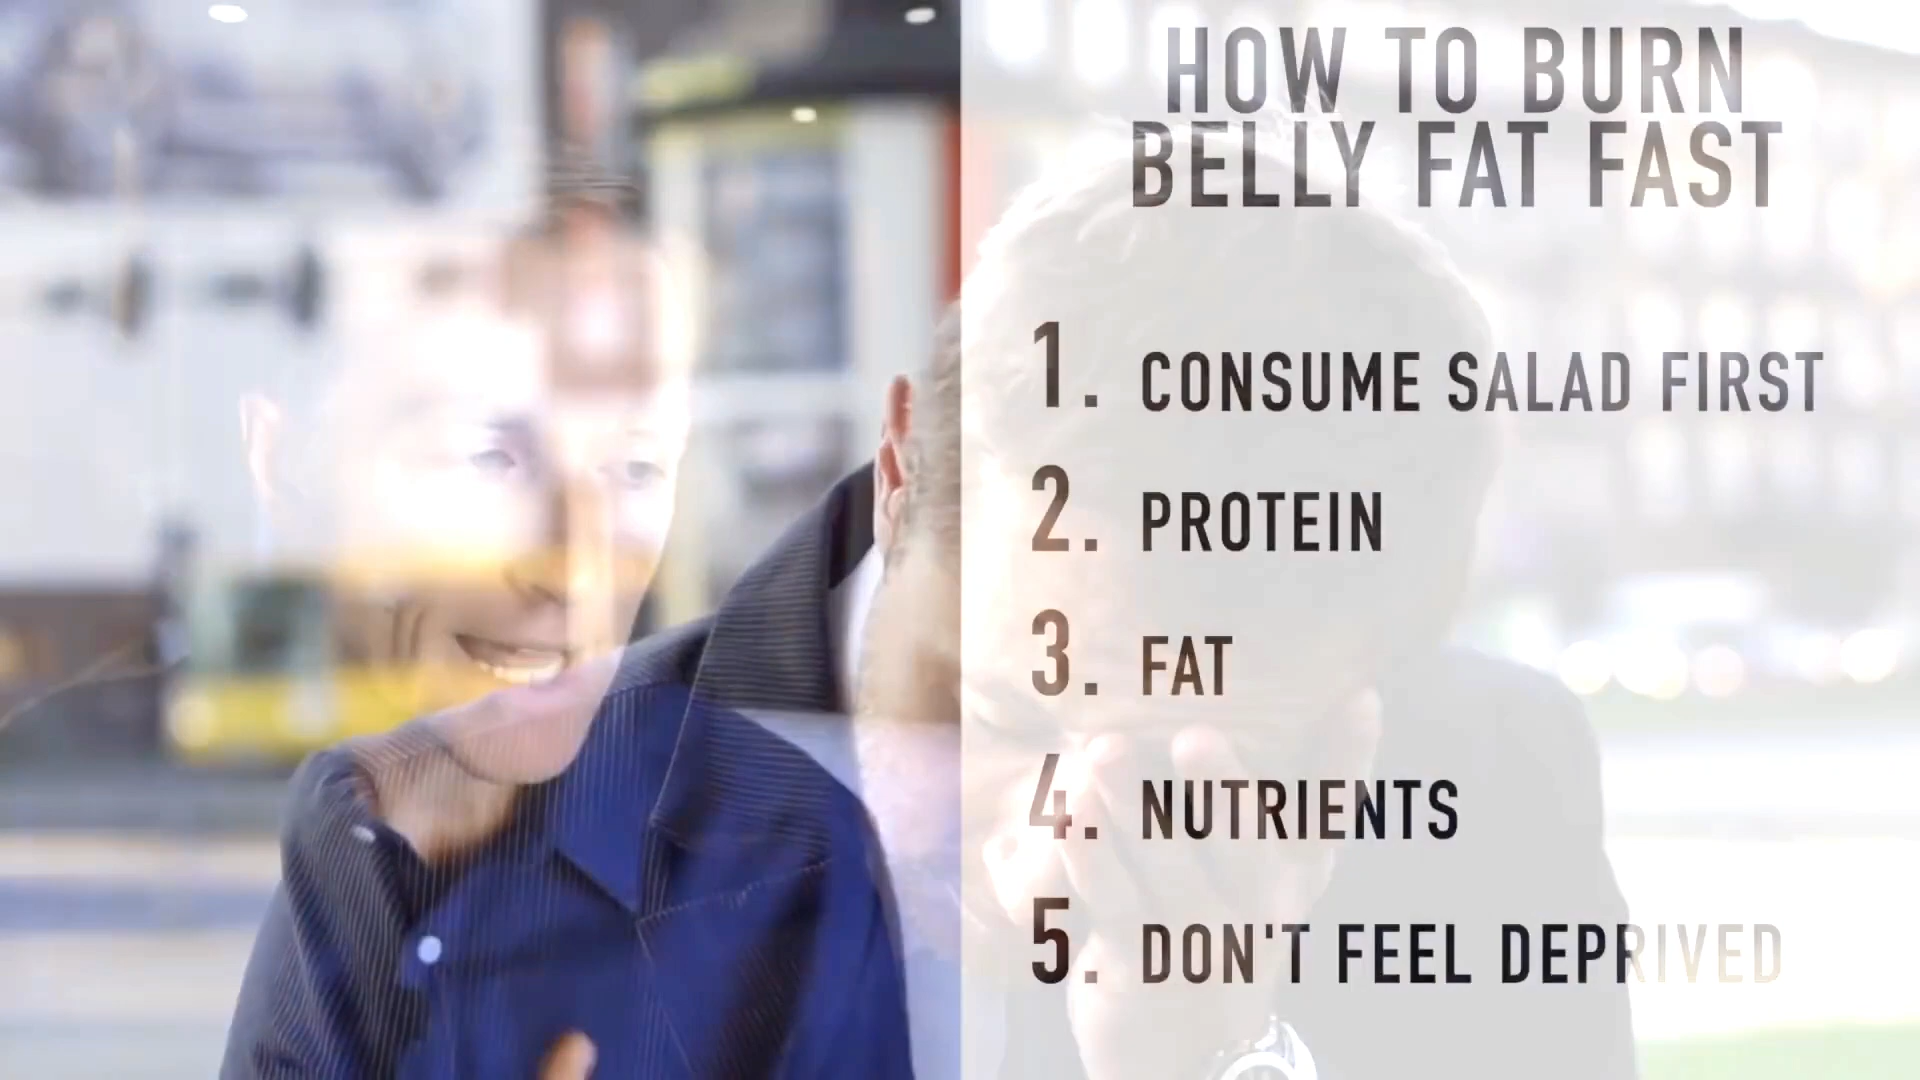 HOW TO BURN
BELLY FAT FAST
1. CONSUME SALAD FIRST
2. PROTEIN
3. FAT
4. NUTRIENTS
5. DON'T FEEL DEPRIVED